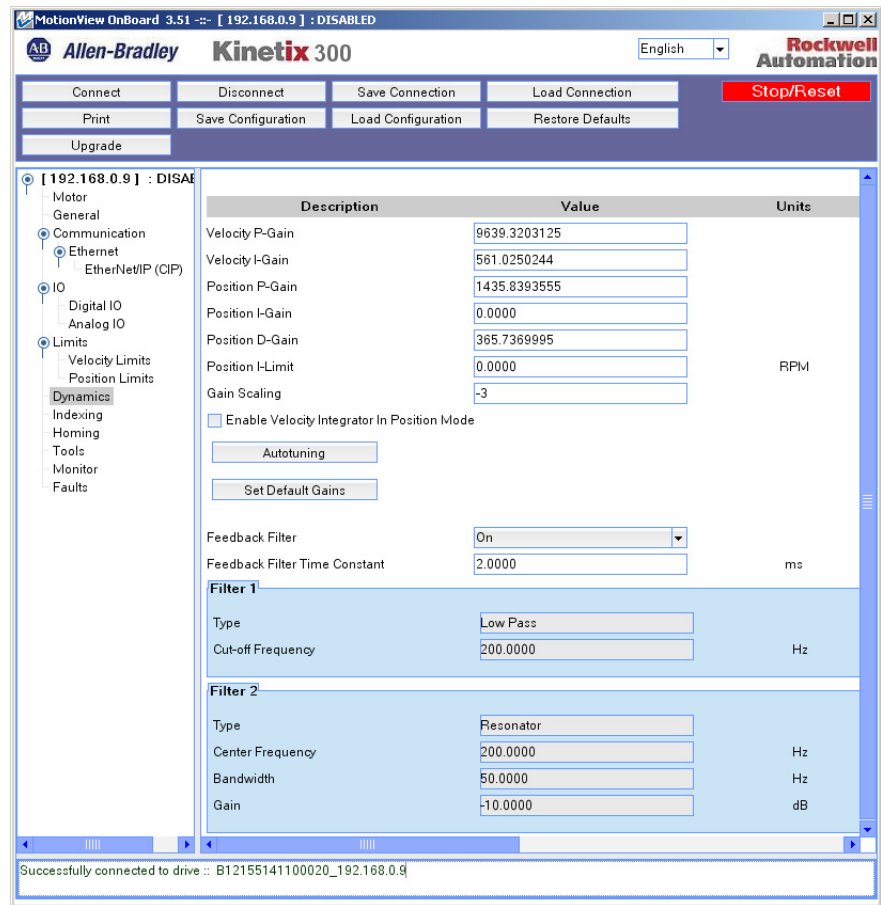 MotionView OnBoard 3.51 -::- [ 192.168.0.9 ] : DISABLED
AB Allen-Bradley Kinetix 300 English Rockwell Automation
Connect Disconnect Save Connection Load Connection Stop/Reset
Print Save Configuration Load Configuration Restore Defaults
Upgrade
[ 192.168.0.9 ] : DISAB
Motor
General
Communication
Ethernet
EtherNet/IP (CIP)
IO
Digital IO
Analog IO
Limits
Velocity Limits
Position Limits
Dynamics
Indexing
Homing
Tools
Monitor
Faults
Description Value Units
Velocity P-Gain 9639.3203125
Velocity I-Gain 561.0250244
Position P-Gain 1435.8393555
Position I-Gain 0.0000
Position D-Gain 365.7369995
Position I-Limit 0.0000 RPM
Gain Scaling -3
Enable Velocity Integrator In Position Mode
Autotuning
Set Default Gains
Feedback Filter On
Feedback Filter Time Constant 2.0000 ms
Filter 1
Type Low Pass
Cut-off Frequency 200.0000 Hz
Filter 2
Type Resonator
Center Frequency 200.0000 Hz
Bandwidth 50.0000 Hz
Gain -10.0000 dB
Successfully connected to drive :: B12155141100020_192.168.0.9